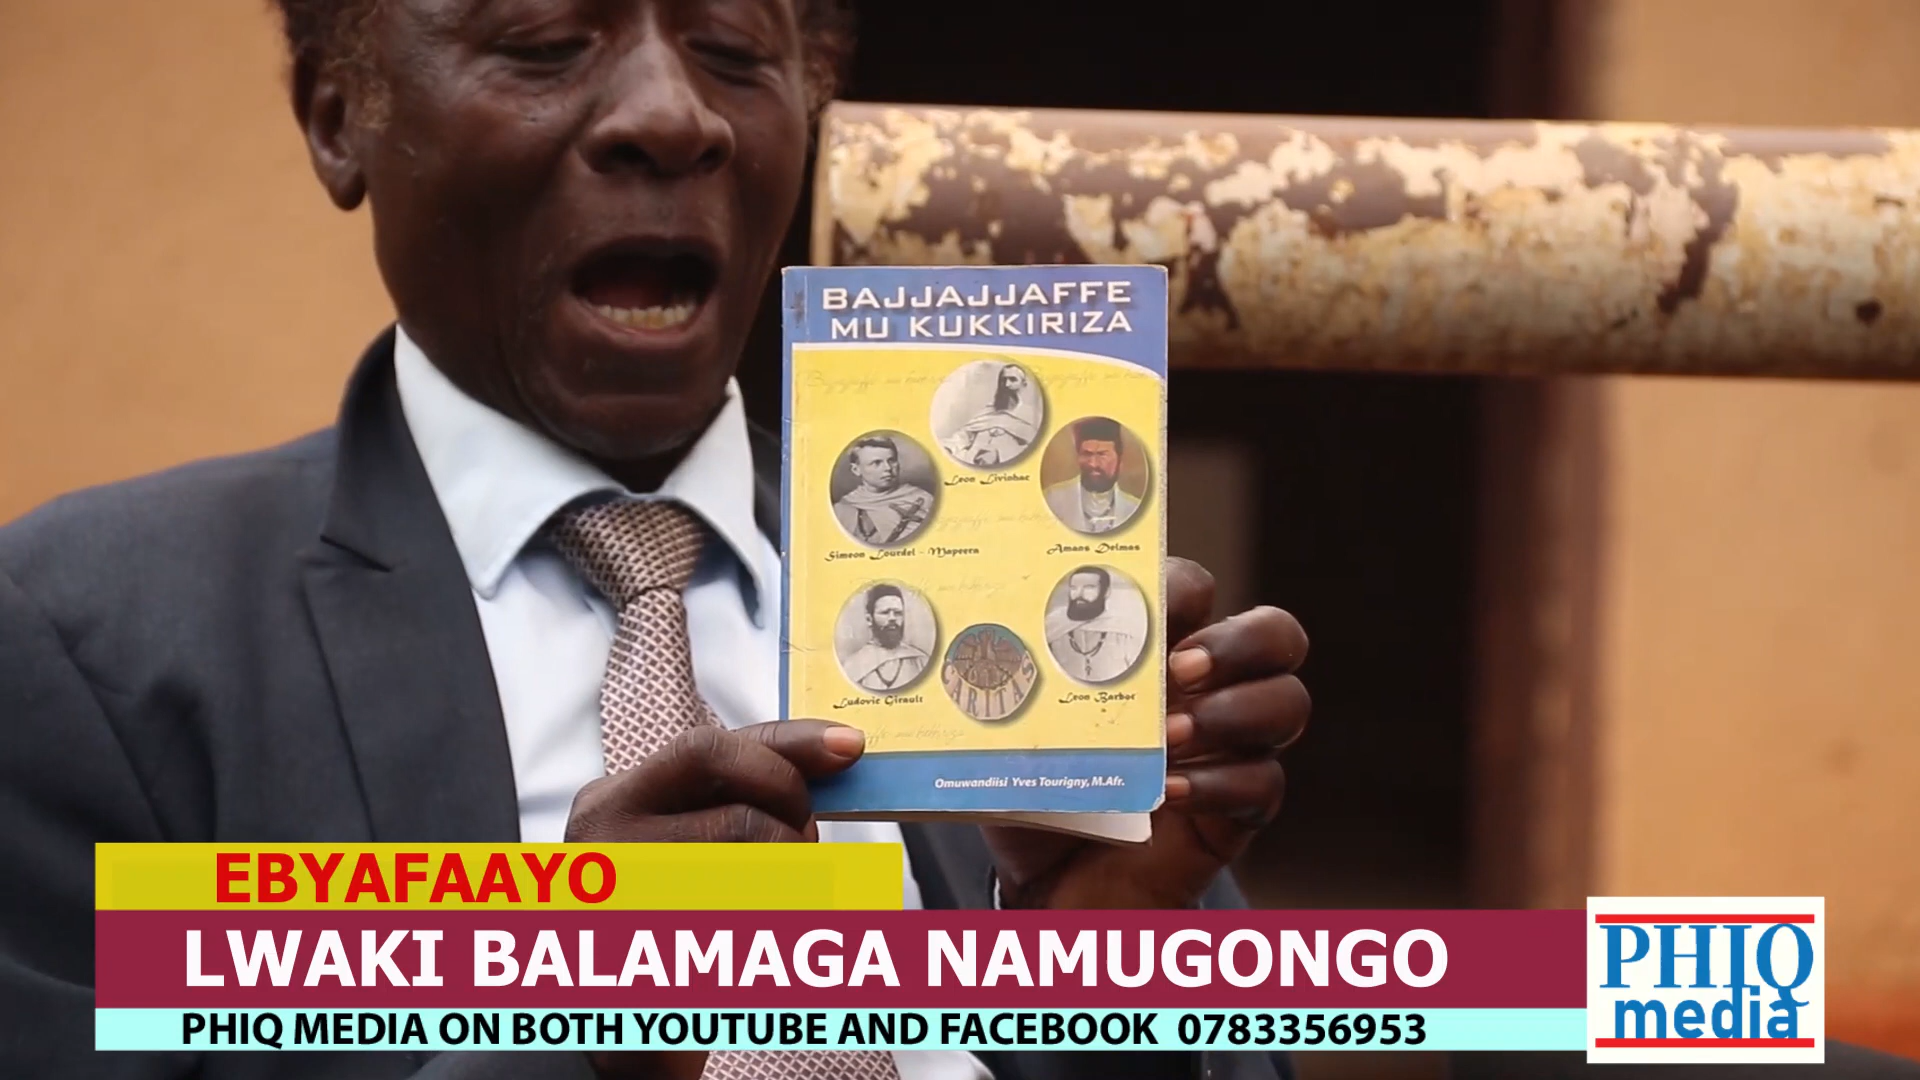 BAJJAJJAFFE
MU KUKKIRIZA
Leon Livinhac
Simeon Lourdel - Mapeera
Amans Delmas
Ludovic Girault
CARITAS
Leon Barbot
Omuwandiisi Yves Tourigny, M.Afr.
EBYAFAAYO
LWAKI BALAMAGA NAMUGONGO
PHIQ MEDIA ON BOTH YOUTUBE AND FACEBOOK 0783356953
PHIQ
media